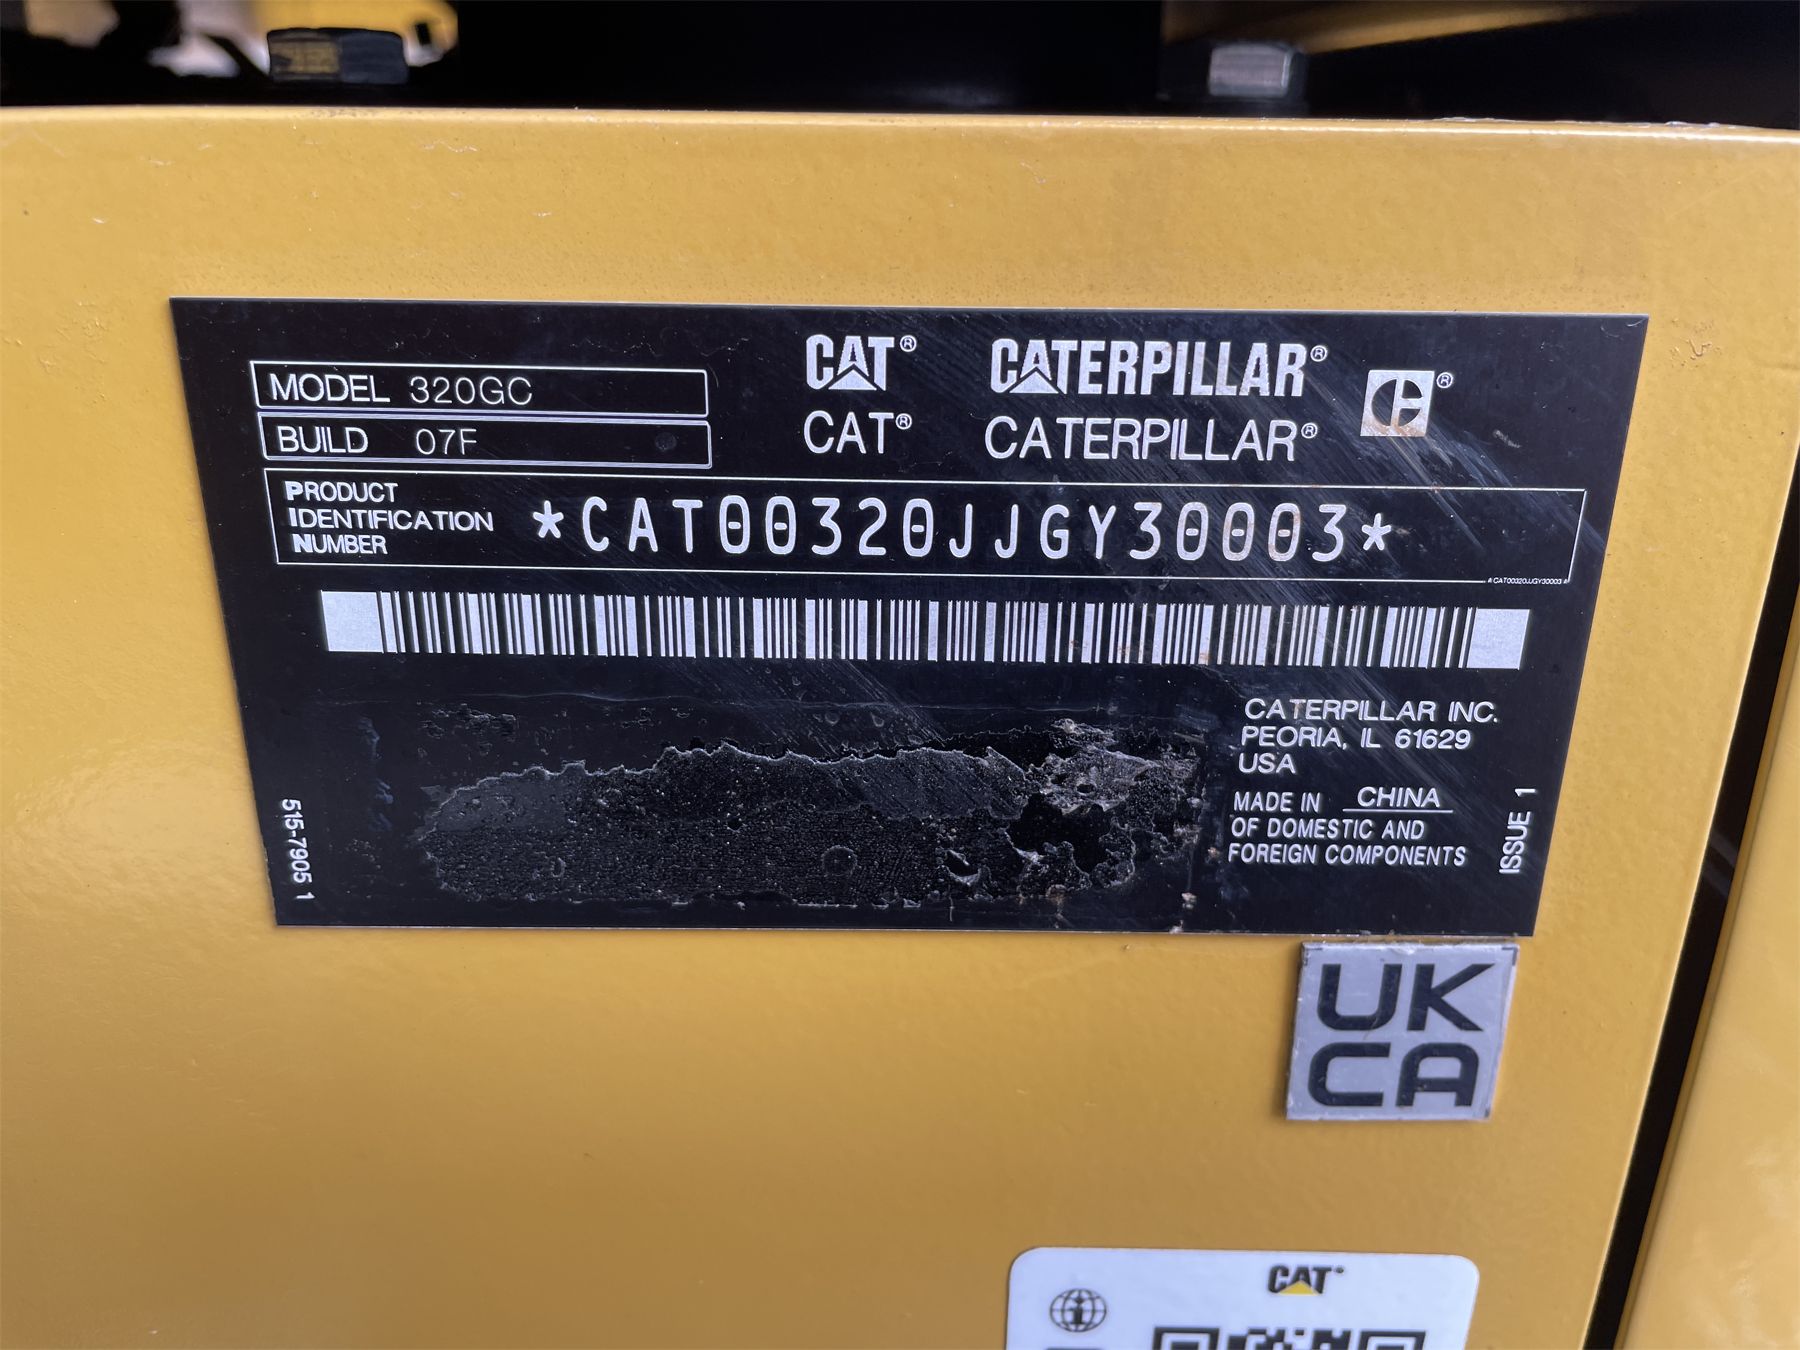 MODEL 320GC
BUILD 07F
CAT® CATERPILLAR® C®
CAT® CATERPILLAR®
PRODUCT
IDENTIFICATION
NUMBER
*CAT00320JJGY30003*
*CAT00320JJGY30003*
CATERPILLAR INC.
PEORIA, IL 61629
USA
MADE IN CHINA
OF DOMESTIC AND
FOREIGN COMPONENTS
515-7905 1
ISSUE 1
UK
CA
CAT